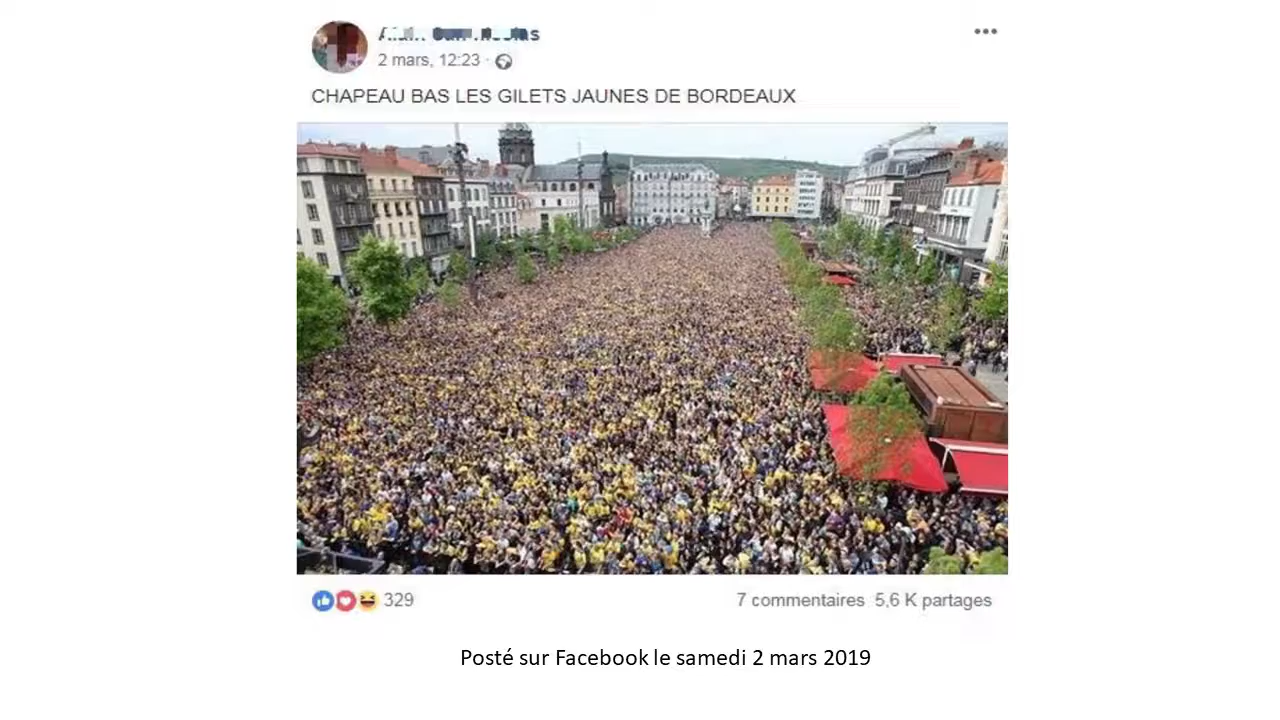 2 mars, 12:23 ·
CHAPEAU BAS LES GILETS JAUNES DE BORDEAUX
329
7 commentaires 5,6 K partages
Posté sur Facebook le samedi 2 mars 2019